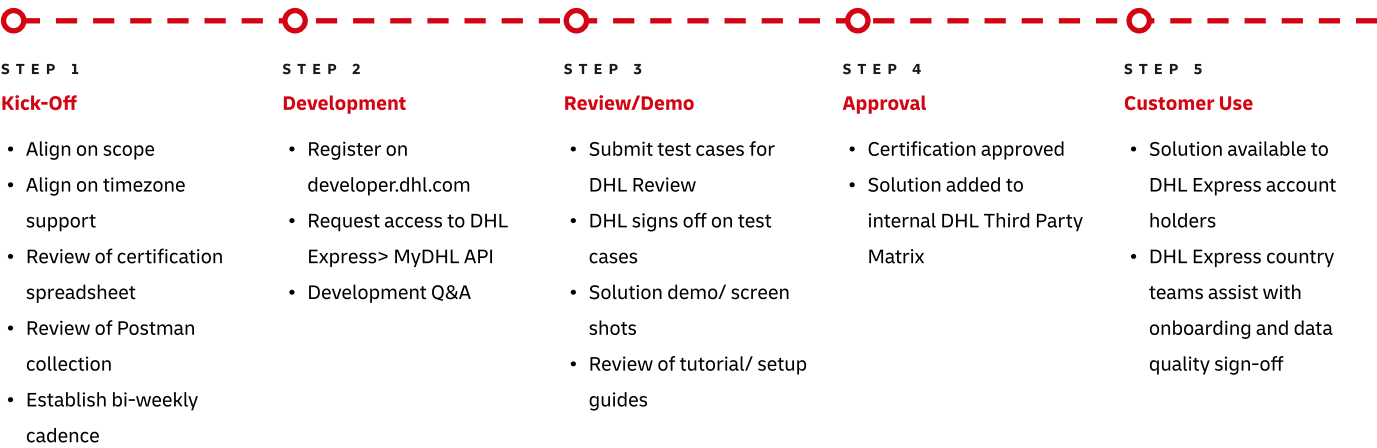 STEP 1
Kick-Off
• Align on scope
• Align on timezone
support
• Review of certification
spreadsheet
• Review of Postman
collection
• Establish bi-weekly
cadence
STEP 2
Development
• Register on
developer.dhl.com
• Request access to DHL
Express> MyDHL API
• Development Q&A
STEP 3
Review/Demo
• Submit test cases for
DHL Review
• DHL signs off on test
cases
• Solution demo/ screen
shots
• Review of tutorial/ setup
guides
STEP 4
Approval
• Certification approved
• Solution added to
internal DHL Third Party
Matrix
STEP 5
Customer Use
• Solution available to
DHL Express account
holders
• DHL Express country
teams assist with
onboarding and data
quality sign-off